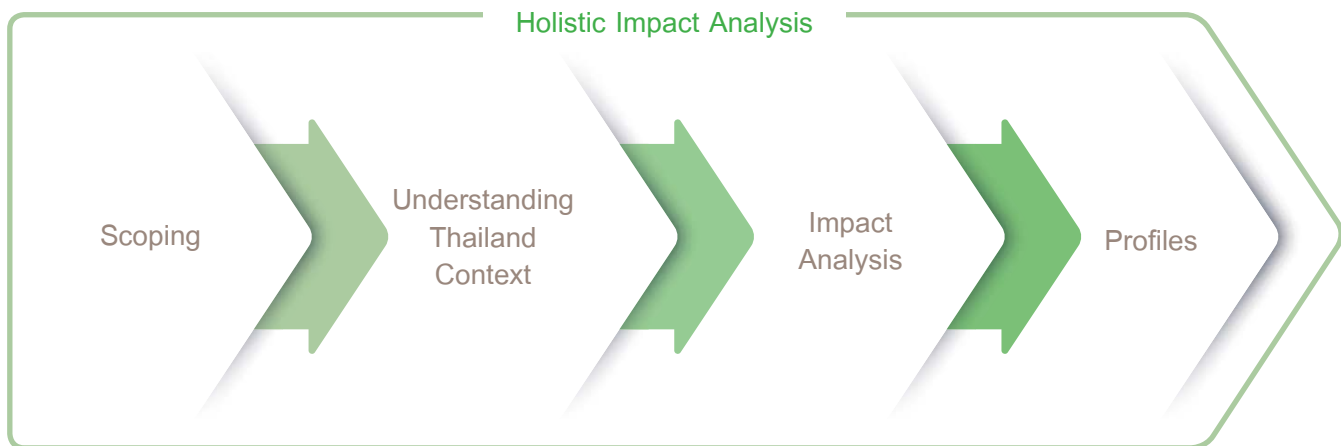 Holistic Impact Analysis
Scoping
Understanding
Thailand
Context
Impact
Analysis
Profiles